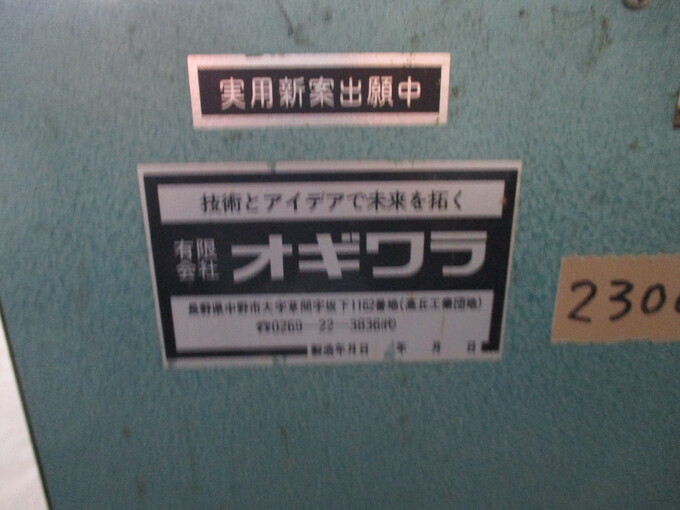 実用新案出願中
技術とアイデアで未来を拓く
有限会社 オギワラ
長野県中野市大字草間字坂下1162番地(高丘工業団地)
☎0269-22-3836代
製造年月日 年 月 日
230